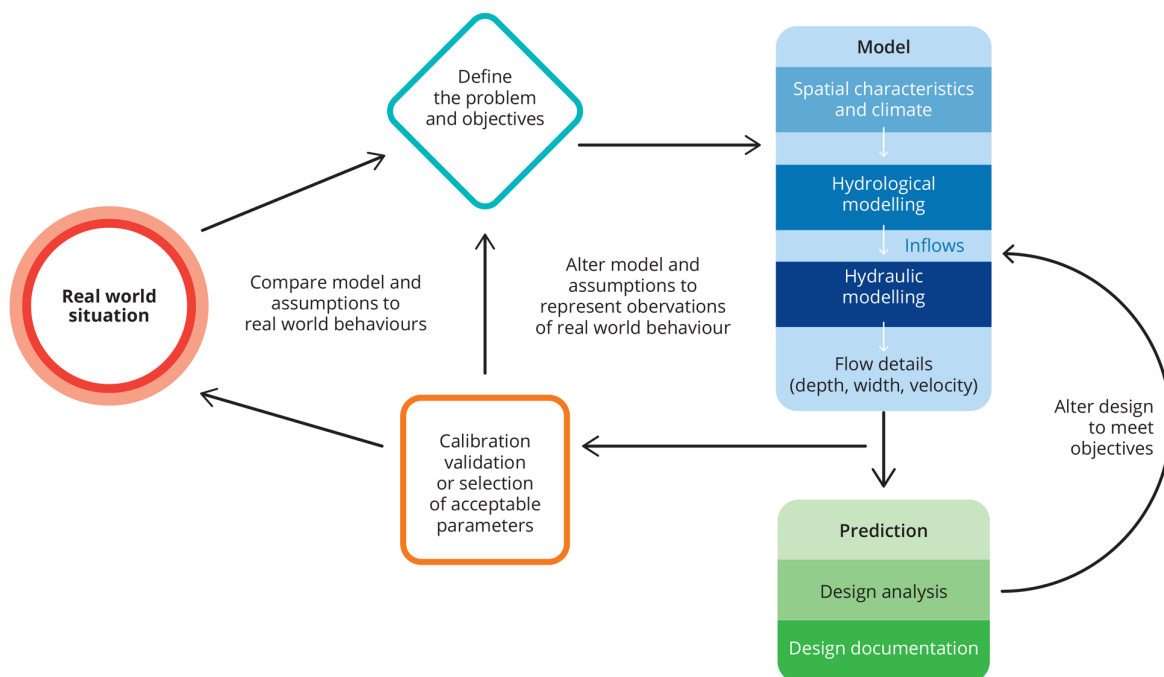 Define
the problem
and objectives
Model
Spatial characteristics
and climate
Hydrological
modelling
Inflows
Hydraulic
modelling
Flow details
(depth, width, velocity)
Real world
situation
Compare model and
assumptions to
real world behaviours
Alter model and
assumptions to
represent obervations
of real world behaviour
Calibration
validation
or selection
of acceptable
parameters
Alter design
to meet
objectives
Prediction
Design analysis
Design documentation